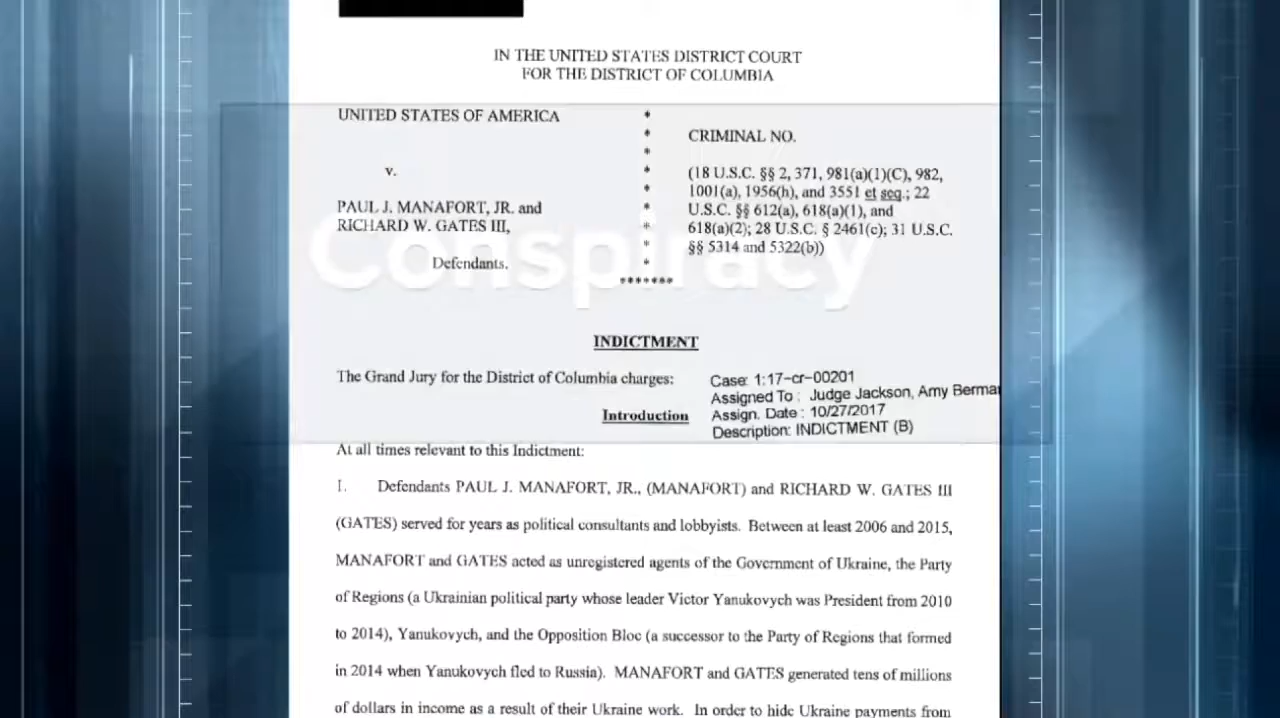 IN THE UNITED STATES DISTRICT COURT
FOR THE DISTRICT OF COLUMBIA
UNITED STATES OF AMERICA
v.
PAUL J. MANAFORT, JR. and
RICHARD W. GATES III,
Defendants.
*
*
*
*
*
*
*
*
*
*******
CRIMINAL NO.
(18 U.S.C. §§ 2, 371, 981(a)(1)(C), 982,
1001(a), 1956(h), and 3551 et seq.; 22
U.S.C. §§ 612(a), 618(a)(1), and
618(a)(2); 28 U.S.C. § 2461(c); 31 U.S.C.
§§ 5314 and 5322(b))
Conspiracy
INDICTMENT
The Grand Jury for the District of Columbia charges:
Case: 1:17-cr-00201
Assigned To : Judge Jackson, Amy Berma
Assign. Date : 10/27/2017
Description: INDICTMENT (B)
Introduction
At all times relevant to this Indictment:
1. Defendants PAUL J. MANAFORT, JR., (MANAFORT) and RICHARD W. GATES III
(GATES) served for years as political consultants and lobbyists. Between at least 2006 and 2015,
MANAFORT and GATES acted as unregistered agents of the Government of Ukraine, the Party
of Regions (a Ukrainian political party whose leader Victor Yanukovych was President from 2010
to 2014), Yanukovych, and the Opposition Bloc (a successor to the Party of Regions that formed
in 2014 when Yanukovych fled to Russia). MANAFORT and GATES generated tens of millions
of dollars in income as a result of their Ukraine work. In order to hide Ukraine payments from